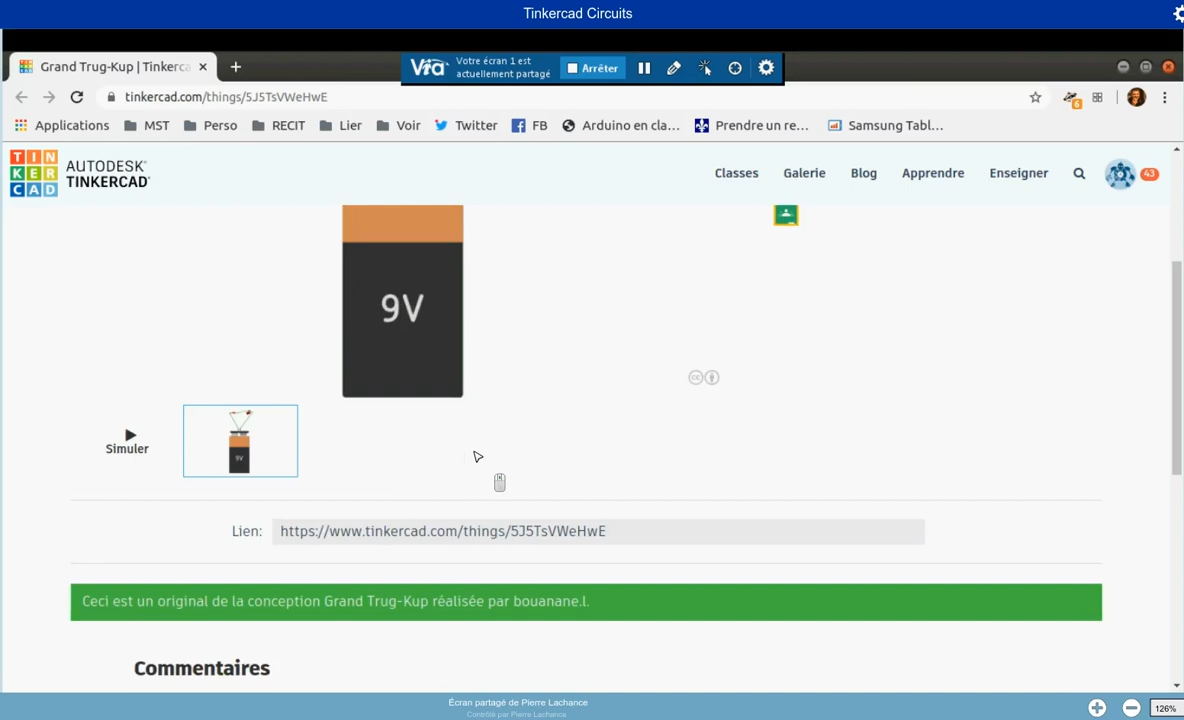 Tinkercad Circuits
Grand Trug-Kup | Tinkerca
Via
Votre écran 1 est
actuellement partagé
Arrêter
tinkercad.com/things/5J5TsVWeHwE
6
Applications
MST
Perso
RECIT
Lier
Voir
Twitter
FB
Arduino en cla...
Prendre un re...
Samsung Tabl...
TIN
KER
CAD
AUTODESK®
TINKERCAD™
Classes
Galerie
Blog
Apprendre
Enseigner
43
9V
cc
Simuler
9V
Lien:
https://www.tinkercad.com/things/5J5TsVWeHwE
Ceci est un original de la conception Grand Trug-Kup réalisée par bouanane.l.
Commentaires
Écran partagé de Pierre Lachance
Contrôlé par Pierre Lachance
126%